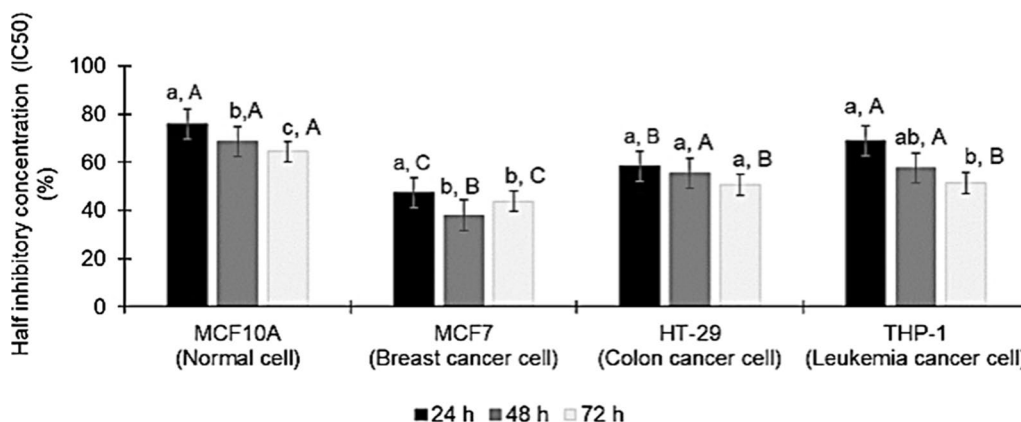 Half inhibitory concentration (IC50)
(%)
100
80
60
40
20
0
a, A
b,A
c, A
a, C
b, B
b, C
a, B
a, A
a, B
a, A
ab, A
b, B
MCF10A
(Normal cell)
MCF7
(Breast cancer cell)
HT-29
(Colon cancer cell)
THP-1
(Leukemia cancer cell)
24 h 48 h 72 h